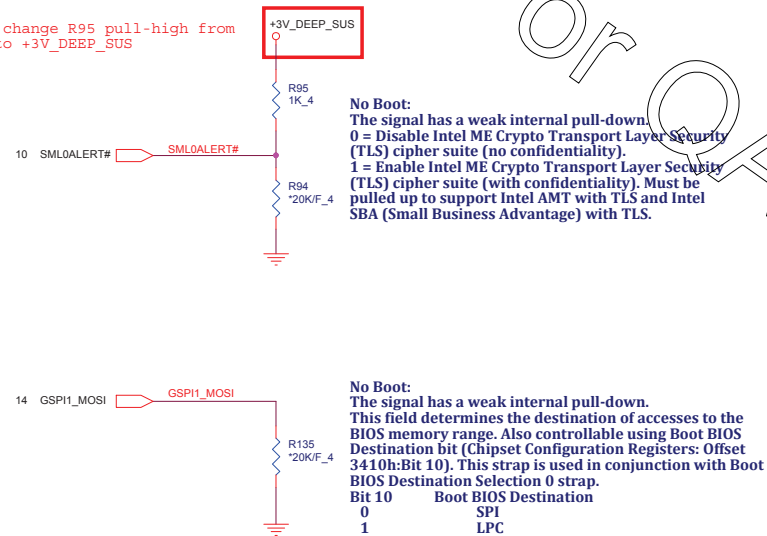 change R95 pull-high from
to +3V_DEEP_SUS
+3V_DEEP_SUS
R95
1K_4
10 SML0ALERT#
SML0ALERT#
R94
*20K/F_4
No Boot:
The signal has a weak internal pull-down.
0 = Disable Intel ME Crypto Transport Layer Security
(TLS) cipher suite (no confidentiality).
1 = Enable Intel ME Crypto Transport Layer Security
(TLS) cipher suite (with confidentiality). Must be
pulled up to support Intel AMT with TLS and Intel
SBA (Small Business Advantage) with TLS.
or Q
14 GSPI1_MOSI
GSPI1_MOSI
R135
*20K/F_4
No Boot:
The signal has a weak internal pull-down.
This field determines the destination of accesses to the
BIOS memory range. Also controllable using Boot BIOS
Destination bit (Chipset Configuration Registers: Offset
3410h:Bit 10). This strap is used in conjunction with Boot
BIOS Destination Selection 0 strap.
Bit 10 Boot BIOS Destination
0 SPI
1 LPC